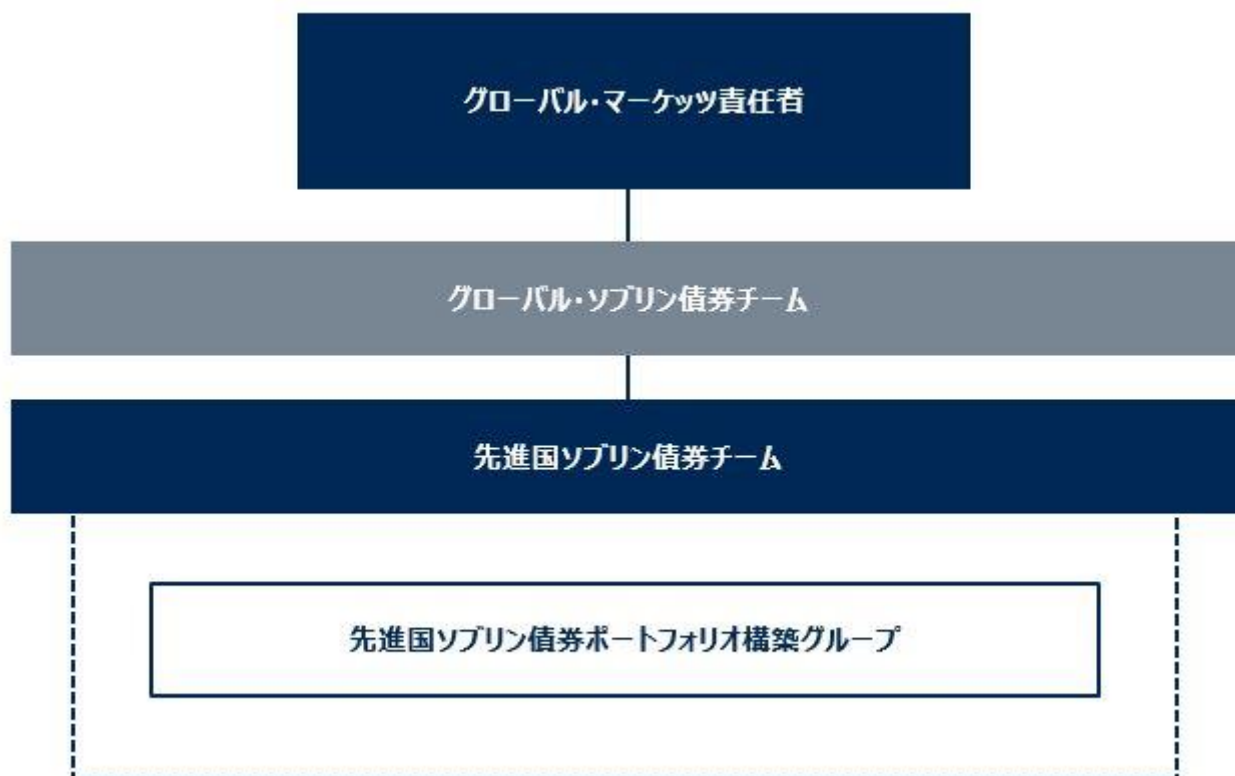 グローバル・マーケッツ責任者
グローバル・ソブリン債券チーム
先進国ソブリン債券チーム
先進国ソブリン債券ポートフォリオ構築グループ